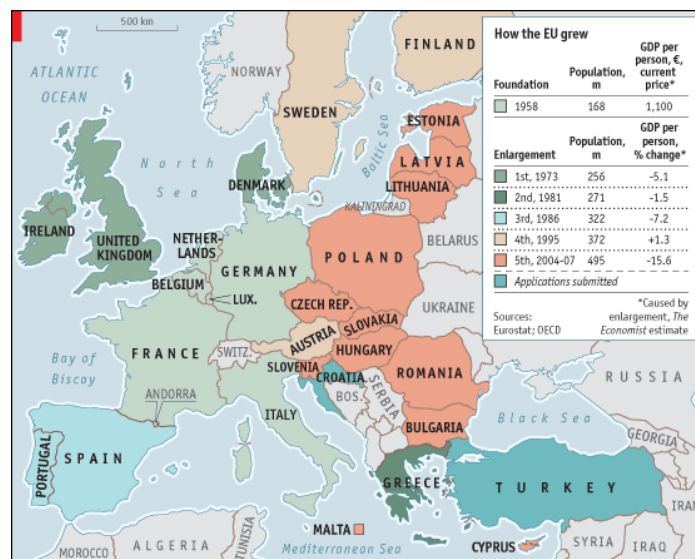 500 km
ATLANTIC
OCEAN
NORWAY
FINLAND
SWEDEN
Baltic Sea
ESTONIA
LATVIA
LITHUANIA
KALININGRAD
North
Sea
DENMARK
IRELAND
UNITED
KINGDOM
NETHER-
LANDS
BELARUS
GERMANY
POLAND
BELGIUM
LUX.
CZECH REP.
UKRAINE
SLOVAKIA
AUSTRIA
FRANCE
SWITZ.
HUNGARY
Bay of
Biscay
SLOVENIA
CROATIA
ROMANIA
RUSSIA
ANDORRA
BOS.
SERBIA
ITALY
Black Sea
BULGARIA
GEORGIA
PORTUGAL
SPAIN
GREECE
TURKEY
IRAN
MALTA
CYPRUS
SYRIA
IRAQ
MOROCCO
ALGERIA
TUNISIA
Mediterranean Sea
How the EU grew
Foundation Population, m GDP per person, €, current price*
1958 168 1,100
Enlargement Population, m GDP per person, % change*
1st, 1973 256 -5.1
2nd, 1981 271 -1.5
3rd, 1986 322 -7.2
4th, 1995 372 +1.3
5th, 2004-07 495 -15.6
Applications submitted
*Caused by enlargement, The Economist estimate
Sources:
Eurostat; OECD